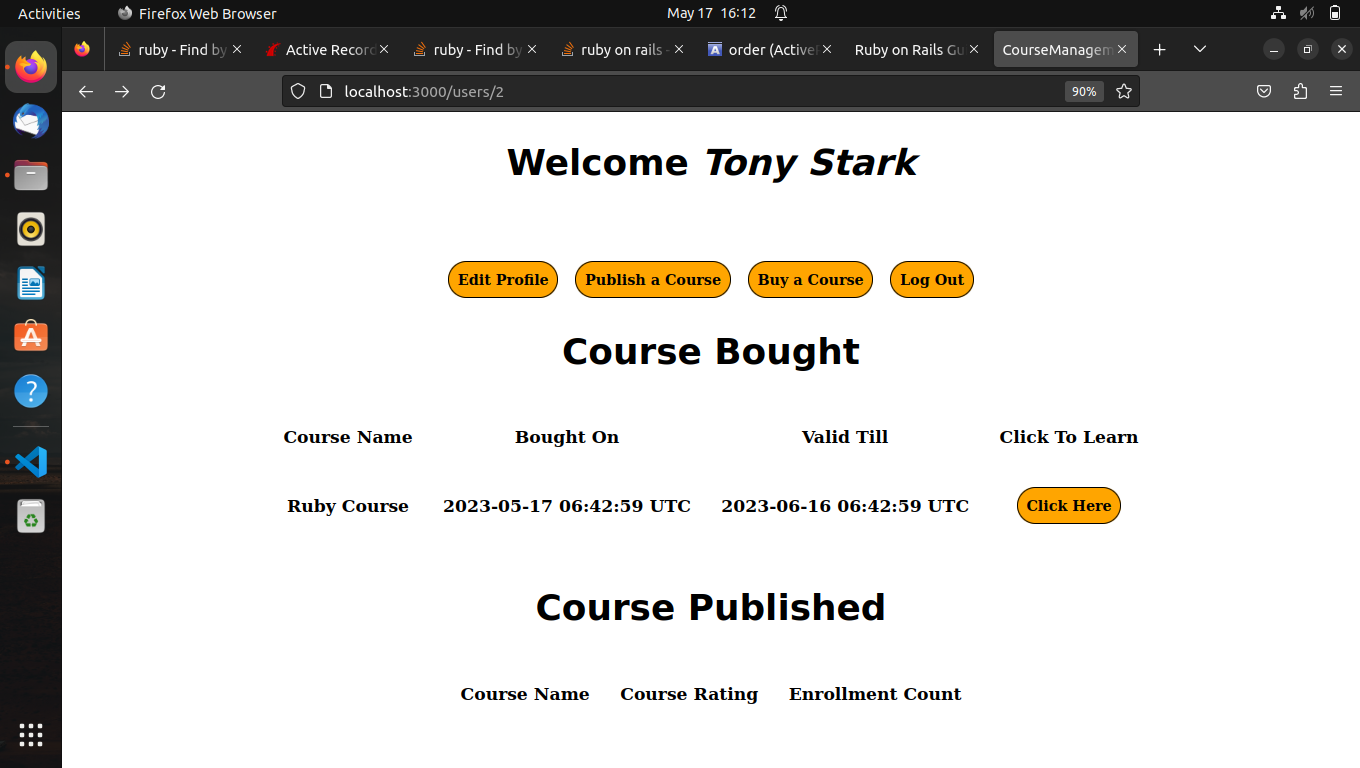 Activities Firefox Web Browser May 17 16:12
ruby - Find by Active Record ruby - Find by ruby on rails - order (Active Ruby on Rails Gu CourseManagem
localhost:3000/users/2 90%
Welcome Tony Stark
Edit Profile Publish a Course Buy a Course Log Out
Course Bought
Course Name Bought On Valid Till Click To Learn
Ruby Course 2023-05-17 06:42:59 UTC 2023-06-16 06:42:59 UTC Click Here
Course Published
Course Name Course Rating Enrollment Count